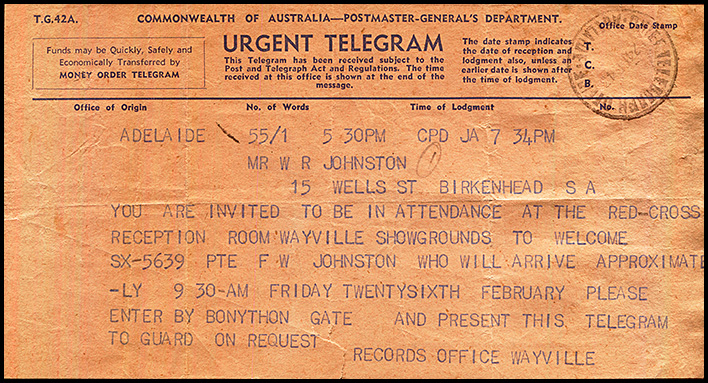 T.G.42A. COMMONWEALTH OF AUSTRALIA—POSTMASTER-GENERAL'S DEPARTMENT.
Office Date Stamp
Funds may be Quickly, Safely and
Economically Transferred by
MONEY ORDER TELEGRAM
URGENT TELEGRAM
This Telegram has been received subject to the
Post and Telegraph Act and Regulations. The time
received at this office is shown at the end of the
message.
The date stamp indicates
the date of reception and
lodgment also, unless an
earlier date is shown after
the time of lodgment.
T.
C.
B.
Office of Origin No. of Words Time of Lodgment No.
ADELAIDE 55/1 5 30PM CPD JA 7 34PM
MR W R JOHNSTON
15 WELLS ST BIRKENHEAD S A
YOU ARE INVITED TO BE IN ATTENDANCE AT THE RED-CROSS
RECEPTION ROOM WAYVILLE SHOWGROUNDS TO WELCOME
SX-5639 PTE F W JOHNSTON WHO WILL ARRIVE APPROXIMATE
-LY 9 30-AM FRIDAY TWENTYSIXTH FEBRUARY PLEASE
ENTER BY BONYTHON GATE AND PRESENT THIS TELEGRAM
TO GUARD ON REQUEST
RECORDS OFFICE WAYVILLE